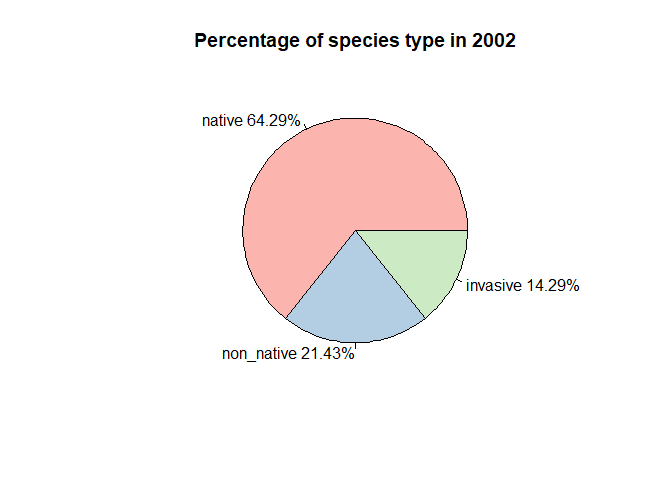 Percentage of species type in 2002
native 64.29%
invasive 14.29%
non_native 21.43%